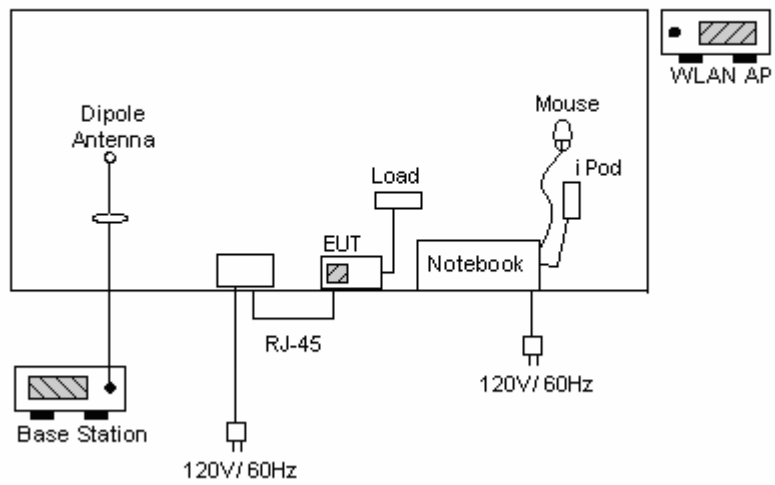 WLAN AP
Dipole
Antenna
Mouse
i Pod
Load
EUT
Notebook
RJ-45
120V/ 60Hz
Base Station
120V/ 60Hz